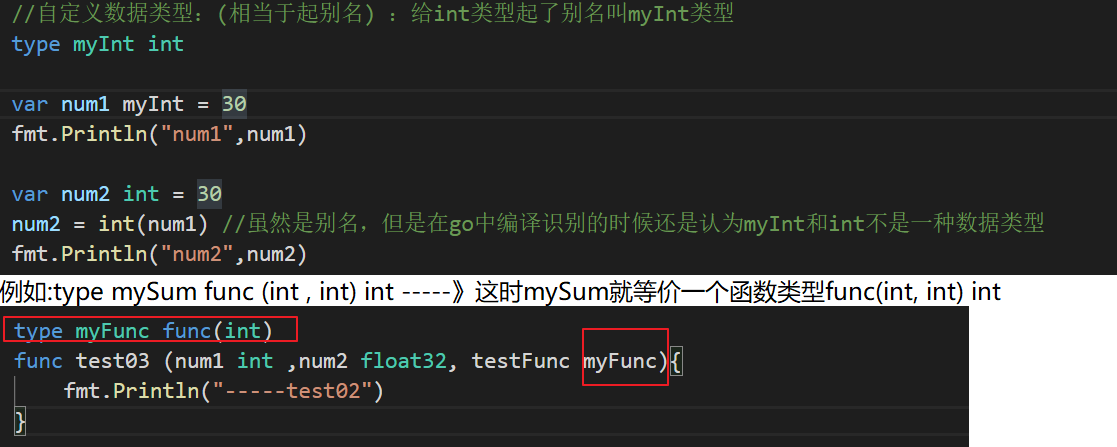 //自定义数据类型：(相当于起别名) ：给int类型起了别名叫myInt类型
type myInt int
var num1 myInt = 30
fmt.Println("num1",num1)
var num2 int = 30
num2 = int(num1) //虽然是别名，但是在go中编译识别的时候还是认为myInt和int不是一种数据类型
fmt.Println("num2",num2)
例如:type mySum func (int , int) int -----》这时mySum就等价一个函数类型func(int, int) int
type myFunc func(int)
func test03 (num1 int ,num2 float32, testFunc myFunc){
    fmt.Println("-----test02")
}